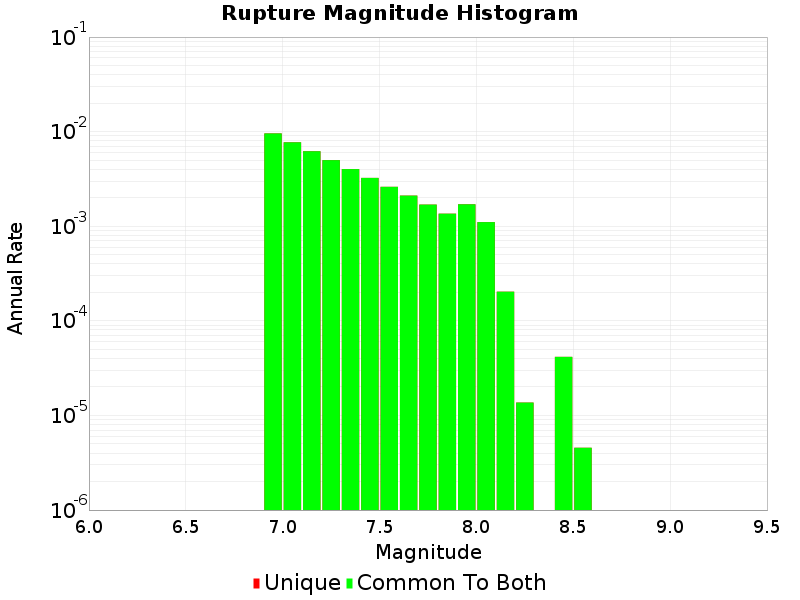 Rupture Magnitude Histogram
10^-1
10^-2
10^-3
10^-4
10^-5
10^-6
Annual Rate
6.0 6.5 7.0 7.5 8.0 8.5 9.0 9.5
Magnitude
Unique Common To Both